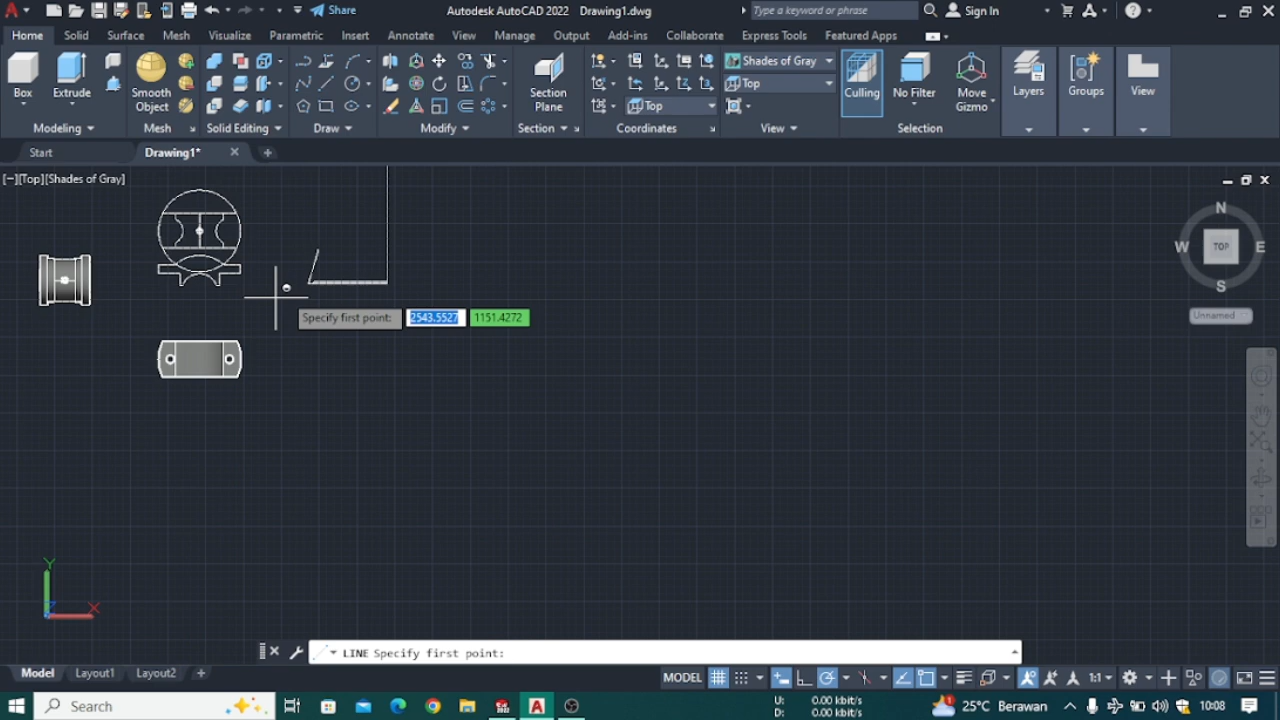 Share
Autodesk AutoCAD 2022 Drawing1.dwg
Type a keyword or phrase
Sign In
Home Solid Surface Mesh Visualize Parametric Insert Annotate View Manage Output Add-ins Collaborate Express Tools Featured Apps
Box
Extrude
Smooth
Object
Section
Plane
Shades of Gray
Top
Top
Culling
No Filter
Move
Gizmo
Layers
Groups
View
Modeling
Mesh
Solid Editing
Draw
Modify
Section
Coordinates
View
Selection
Start
Drawing1*
[−][Top][Shades of Gray]
N
W TOP E
S
Unnamed
Specify first point: 2543.5527 1151.4272
Y
X
LINE Specify first point:
Model Layout1 Layout2
MODEL
1:1
Search
U: 0.00 kbit/s
D: 0.00 kbit/s
25°C Berawan
10:08